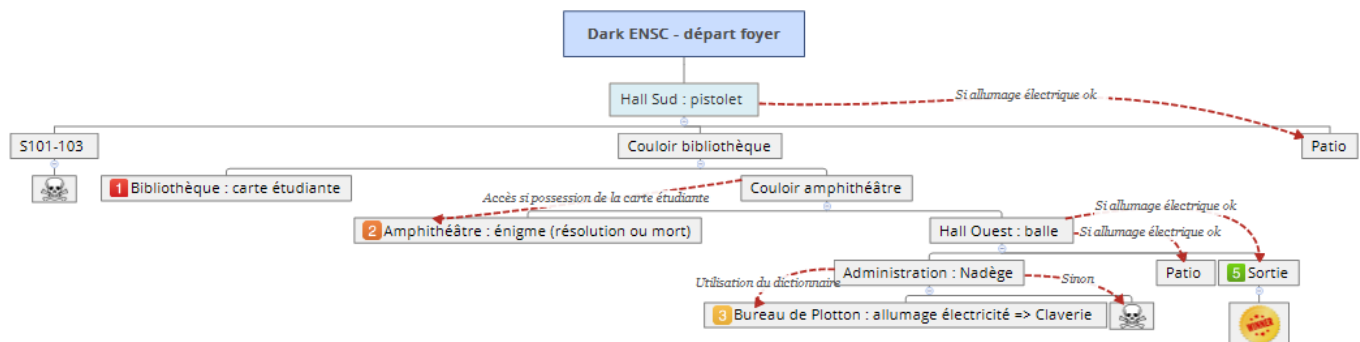 Dark ENSC - départ foyer
Hall Sud : pistolet
Si allumage électrique ok
S101-103
Couloir bibliothèque
Patio
1 Bibliothèque : carte étudiante
Couloir amphithéâtre
Accès si possession de la carte étudiante
Si allumage électrique ok
2 Amphithéâtre : énigme (résolution ou mort)
Hall Ouest : balle
Si allumage électrique ok
Administration : Nadège
Patio
5 Sortie
Utilisation du dictionnaire
Sinon
3 Bureau de Plotton : allumage électricité => Claverie
WINNER